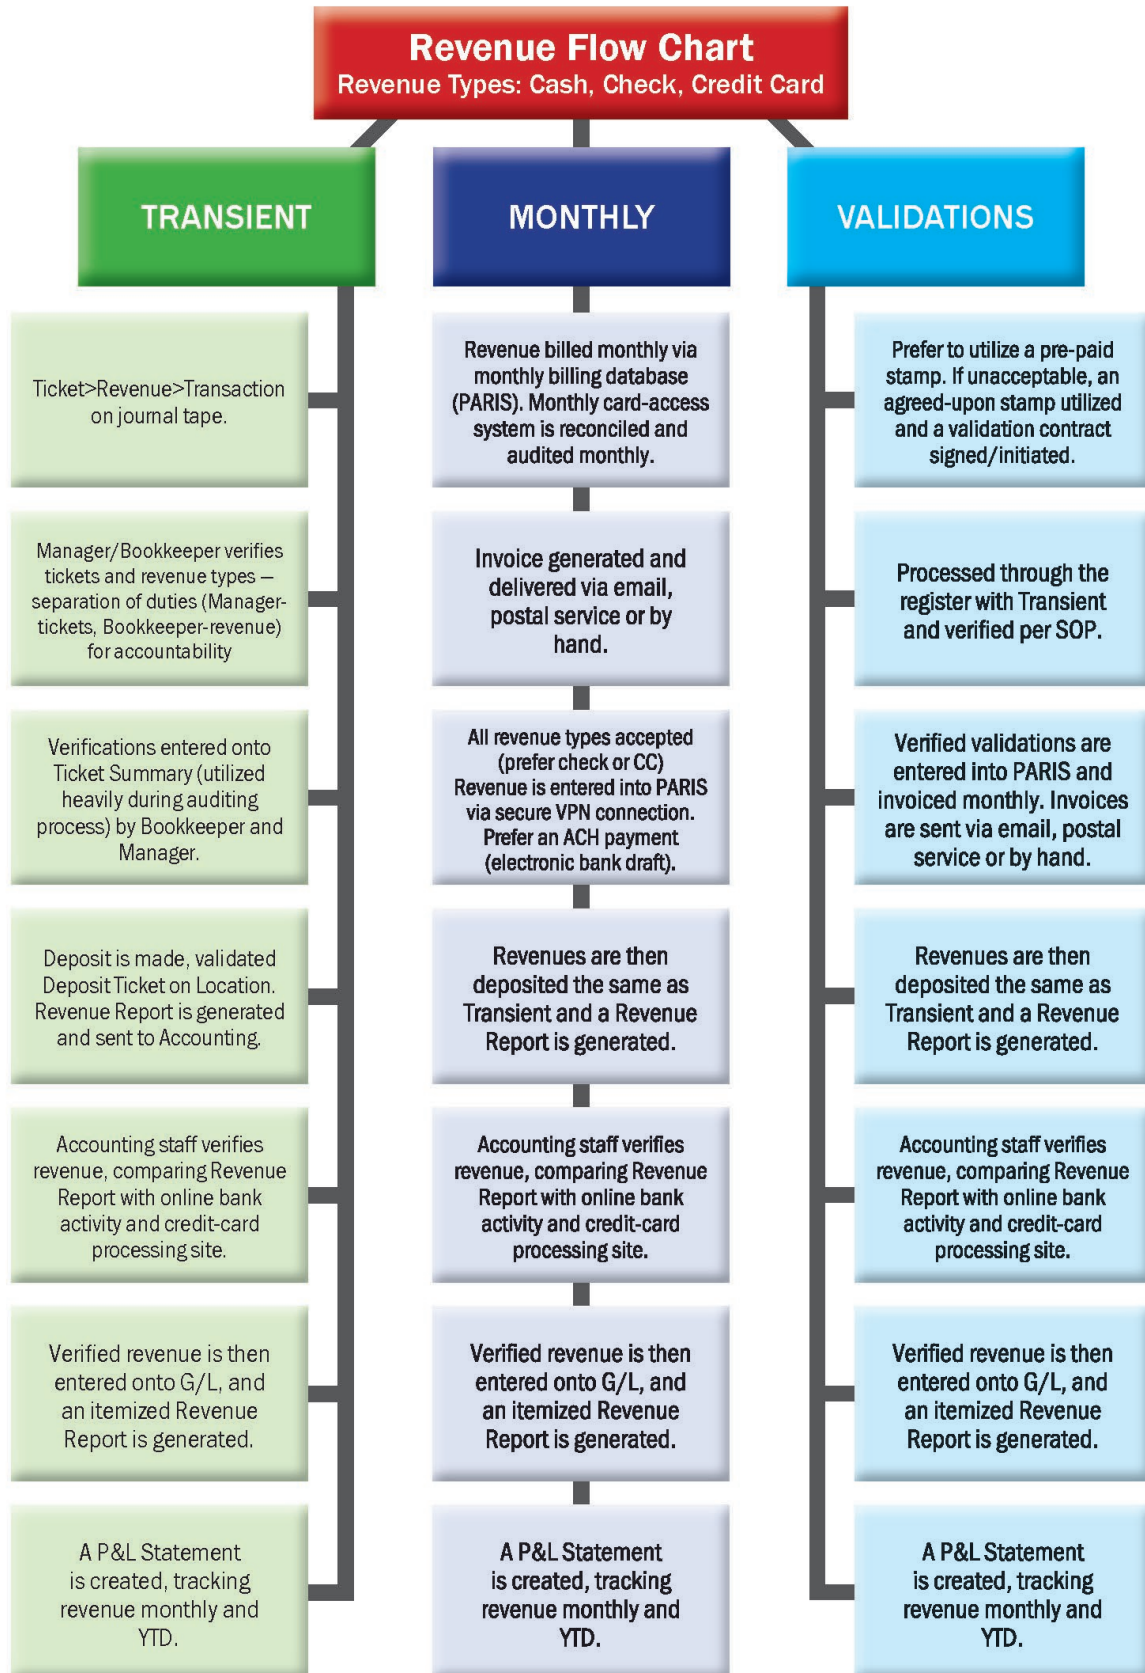 Revenue Flow Chart
Revenue Types: Cash, Check, Credit Card
TRANSIENT
Ticket>Revenue>Transaction
on journal tape.
Manager/Bookkeeper verifies
tickets and revenue types –
separation of duties (Manager-
tickets, Bookkeeper-revenue)
for accountability
Verifications entered onto
Ticket Summary (utilized
heavily during auditing
process) by Bookkeeper and
Manager.
Deposit is made, validated
Deposit Ticket on Location.
Revenue Report is generated
and sent to Accounting.
Accounting staff verifies
revenue, comparing Revenue
Report with online bank
activity and credit-card
processing site.
Verified revenue is then
entered onto G/L, and
an itemized Revenue
Report is generated.
A P&L Statement
is created, tracking
revenue monthly and
YTD.
MONTHLY
Revenue billed monthly via
monthly billing database
(PARIS). Monthly card-access
system is reconciled and
audited monthly.
Invoice generated and
delivered via email,
postal service or by
hand.
All revenue types accepted
(prefer check or CC)
Revenue is entered into PARIS
via secure VPN connection.
Prefer an ACH payment
(electronic bank draft).
Revenues are then
deposited the same as
Transient and a Revenue
Report is generated.
Accounting staff verifies
revenue, comparing Revenue
Report with online bank
activity and credit-card
processing site.
Verified revenue is then
entered onto G/L, and
an itemized Revenue
Report is generated.
A P&L Statement
is created, tracking
revenue monthly and
YTD.
VALIDATIONS
Prefer to utilize a pre-paid
stamp. If unacceptable, an
agreed-upon stamp utilized
and a validation contract
signed/initiated.
Processed through the
register with Transient
and verified per SOP.
Verified validations are
entered into PARIS and
invoiced monthly. Invoices
are sent via email, postal
service or by hand.
Revenues are then
deposited the same as
Transient and a Revenue
Report is generated.
Accounting staff verifies
revenue, comparing Revenue
Report with online bank
activity and credit-card
processing site.
Verified revenue is then
entered onto G/L, and
an itemized Revenue
Report is generated.
A P&L Statement
is created, tracking
revenue monthly and
YTD.